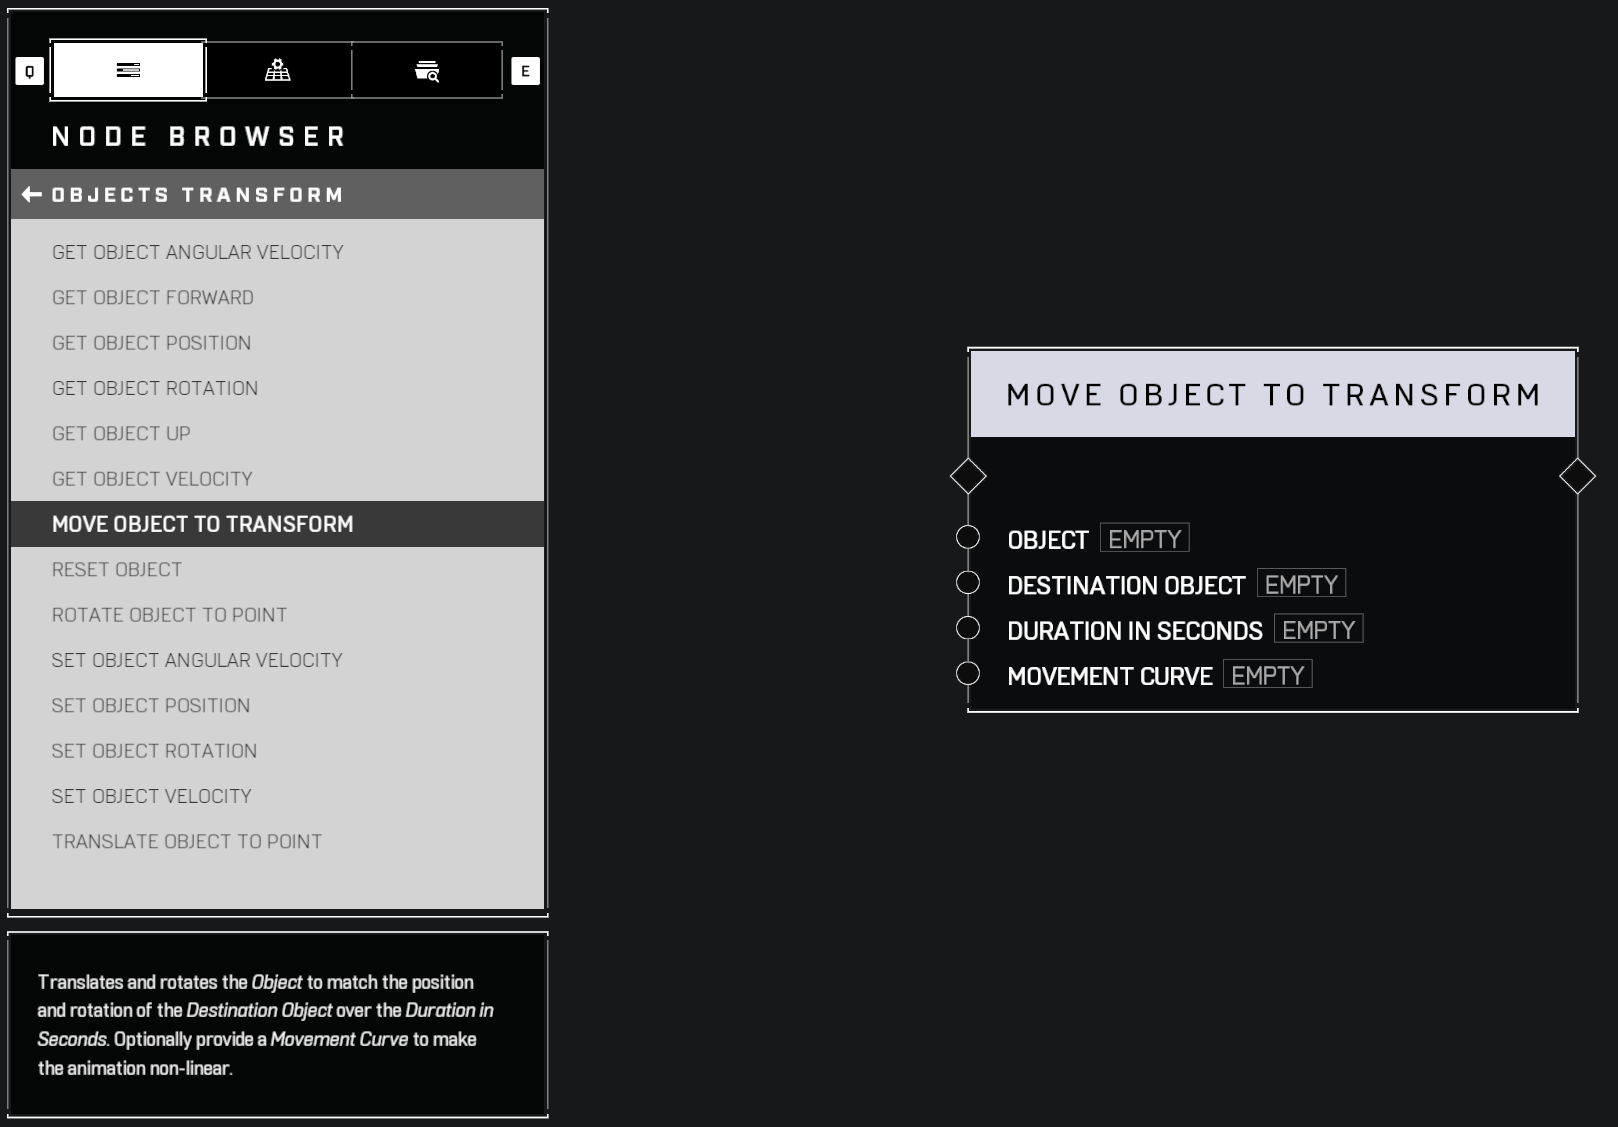 Q
E
NODE BROWSER
OBJECTS TRANSFORM
GET OBJECT ANGULAR VELOCITY
GET OBJECT FORWARD
GET OBJECT POSITION
GET OBJECT ROTATION
GET OBJECT UP
GET OBJECT VELOCITY
MOVE OBJECT TO TRANSFORM
RESET OBJECT
ROTATE OBJECT TO POINT
SET OBJECT ANGULAR VELOCITY
SET OBJECT POSITION
SET OBJECT ROTATION
SET OBJECT VELOCITY
TRANSLATE OBJECT TO POINT
Translates and rotates the Object to match the position
and rotation of the Destination Object over the Duration in
Seconds. Optionally provide a Movement Curve to make
the animation non-linear.
MOVE OBJECT TO TRANSFORM
OBJECT EMPTY
DESTINATION OBJECT EMPTY
DURATION IN SECONDS EMPTY
MOVEMENT CURVE EMPTY